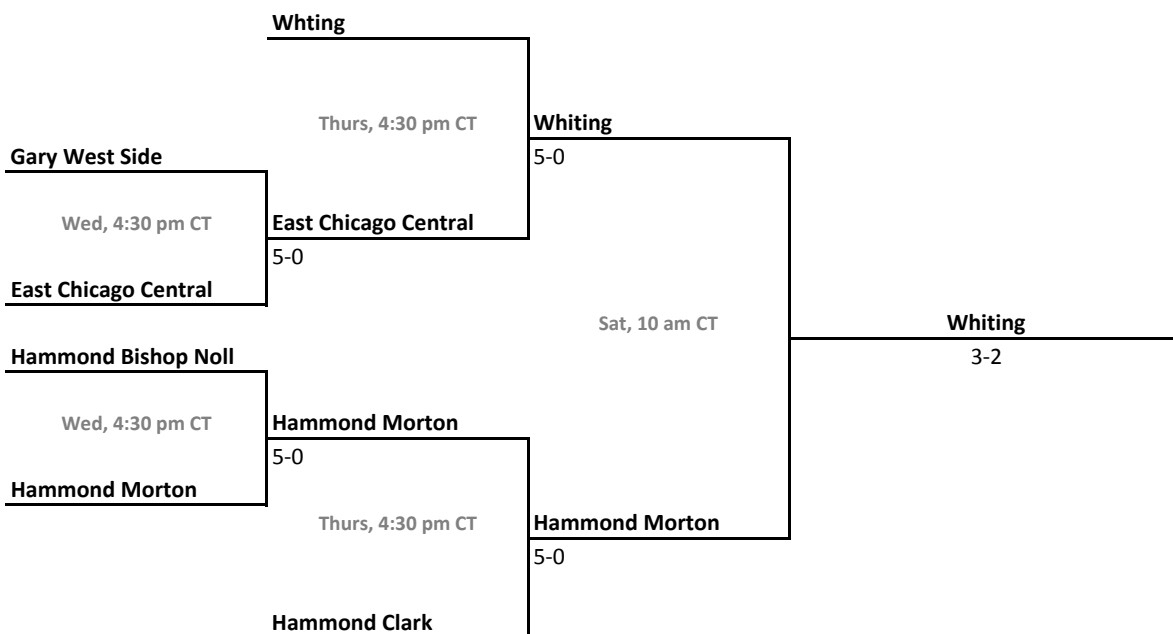 Whting
Thurs, 4:30 pm CT
Whiting
5-0
Gary West Side
Wed, 4:30 pm CT
East Chicago Central
5-0
East Chicago Central
Sat, 10 am CT
Whiting
3-2
Hammond Bishop Noll
Wed, 4:30 pm CT
Hammond Morton
5-0
Hammond Morton
Thurs, 4:30 pm CT
Hammond Morton
5-0
Hammond Clark